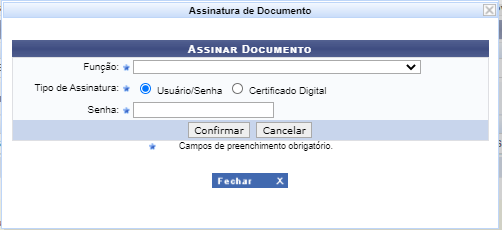 Assinatura de Documento
ASSINAR DOCUMENTO
Função:
Tipo de Assinatura: Usuário/Senha Certificado Digital
Senha:
Confirmar Cancelar
Campos de preenchimento obrigatório.
Fechar X